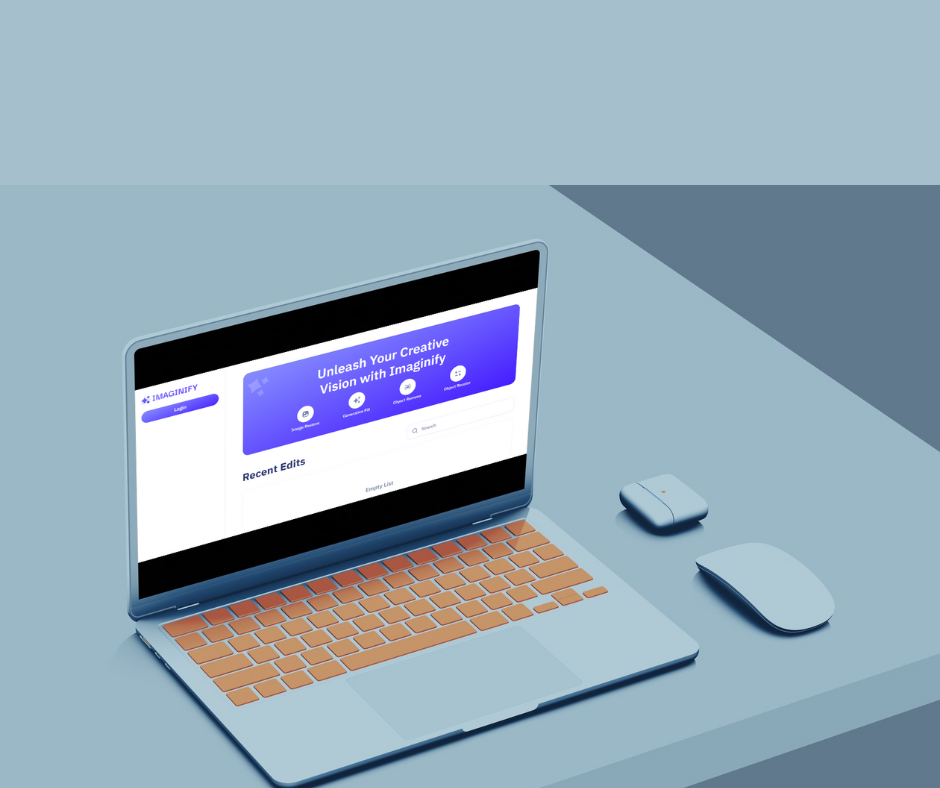 IMAGINIFY
Login
Unleash Your Creative
Vision with Imaginify
Image Restore
Generative Fill
Object Remove
Object Recolor
Search
Recent Edits
Empty List